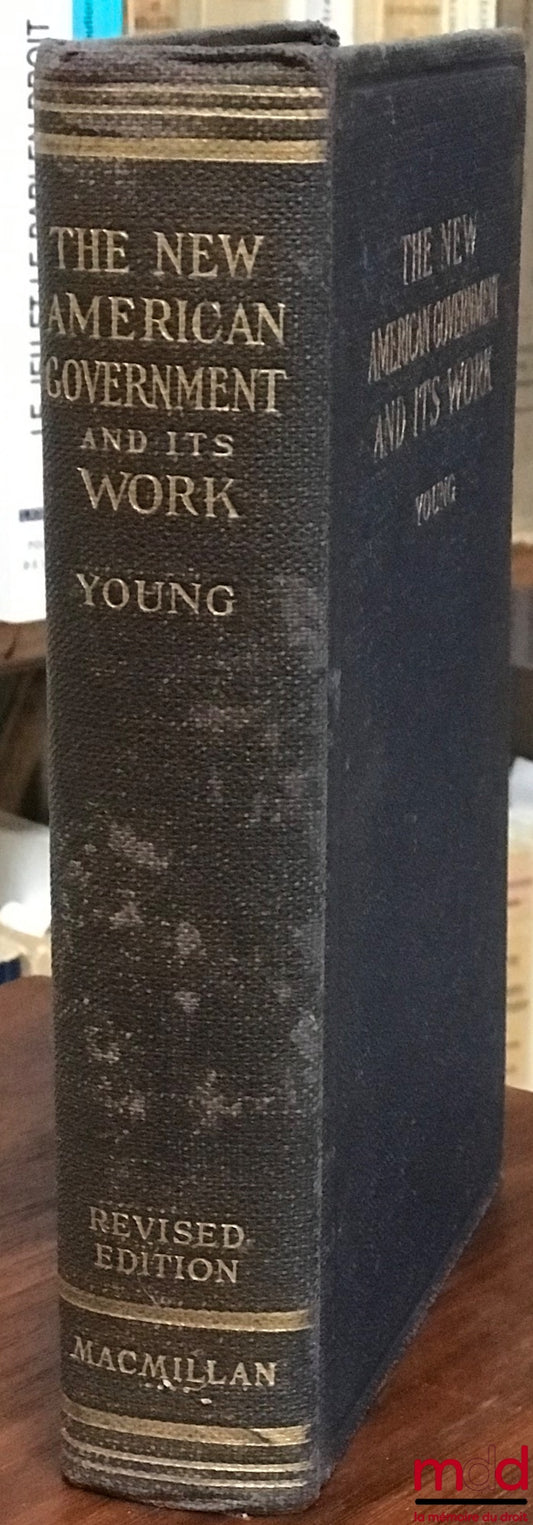 THE NEW
AMERICAN
GOVERNMENT
AND ITS
WORK
YOUNG
REVISED
EDITION
MACMILLAN
THE NEW
AMERICAN GOVERNMENT
AND ITS WORK
YOUNG
mdd
la mémoire du droit